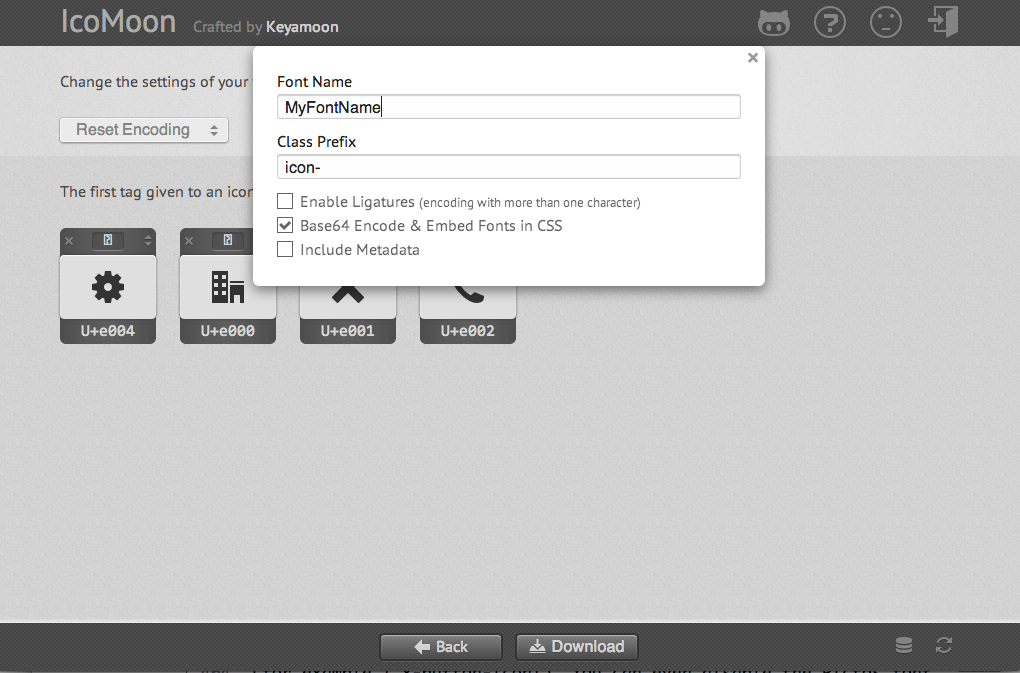 IcoMoon Crafted by Keyamoon
Change the settings of your
Font Name
MyFontName
Class Prefix
Reset Encoding
icon-
The first tag given to an icon
Enable Ligatures (encoding with more than one character)
Base64 Encode & Embed Fonts in CSS
Include Metadata
U+e004
U+e000
U+e001
U+e002
Back
Download